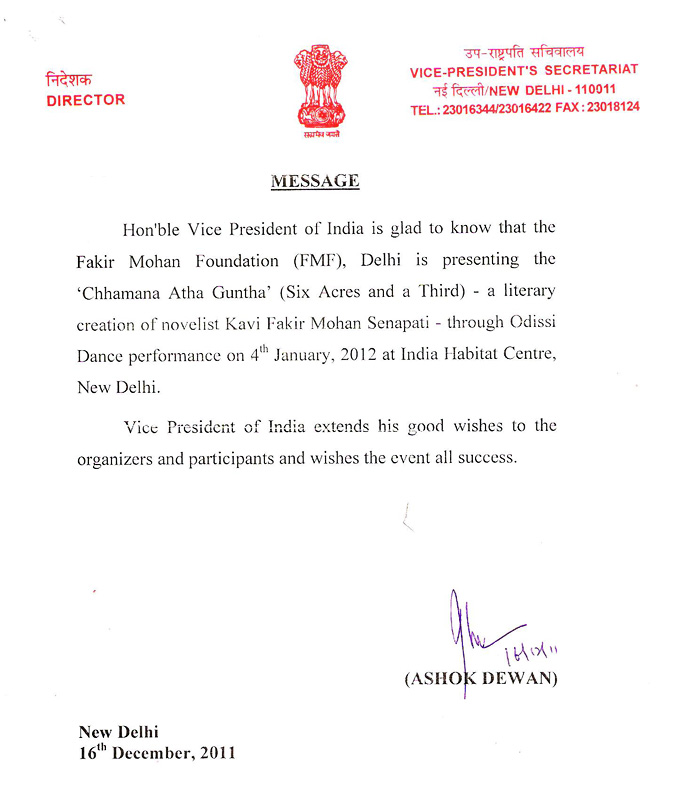 निदेशक
DIRECTOR
सत्यमेव जयते
उप-राष्ट्रपति सचिवालय
VICE-PRESIDENT'S SECRETARIAT
नई दिल्ली/NEW DELHI - 110011
TEL.: 23016344/23016422 FAX : 23018124
MESSAGE
Hon'ble Vice President of India is glad to know that the
Fakir Mohan Foundation (FMF), Delhi is presenting the
‘Chhamana Atha Guntha’ (Six Acres and a Third) - a literary
creation of novelist Kavi Fakir Mohan Senapati - through Odissi
Dance performance on 4th January, 2012 at India Habitat Centre,
New Delhi.
Vice President of India extends his good wishes to the
organizers and participants and wishes the event all success.
16/12/11
(ASHOK DEWAN)
New Delhi
16th December, 2011